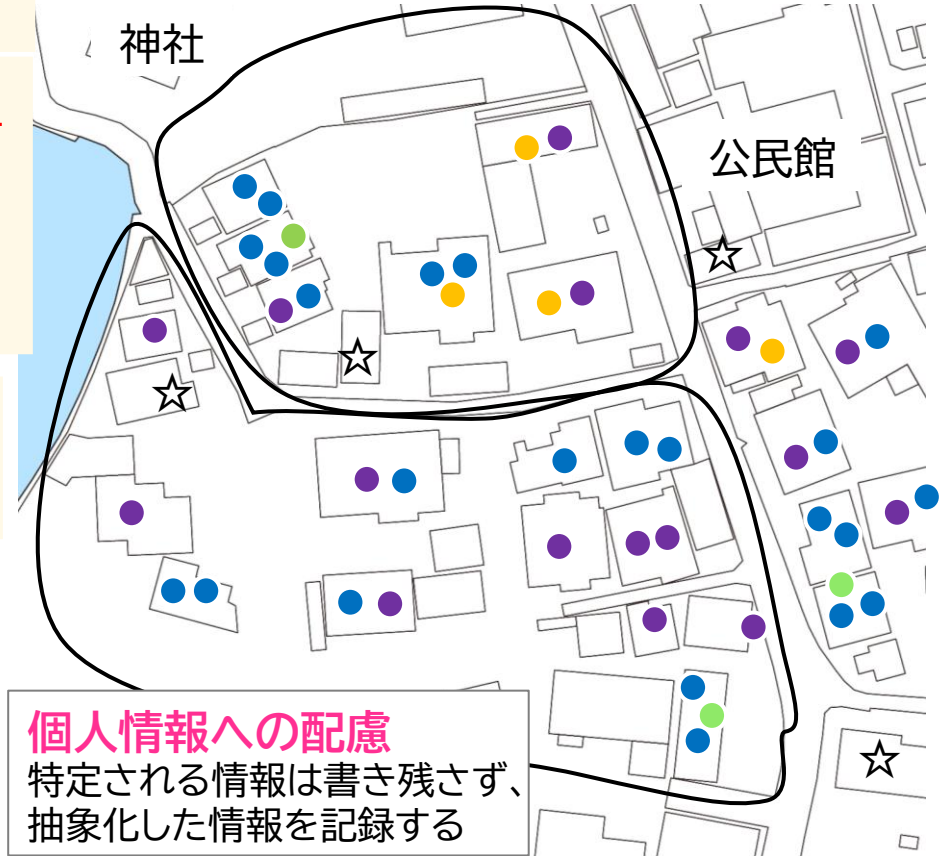 神社
公民館
個人情報への配慮
特定される情報は書き残さず、
抽象化した情報を記録する